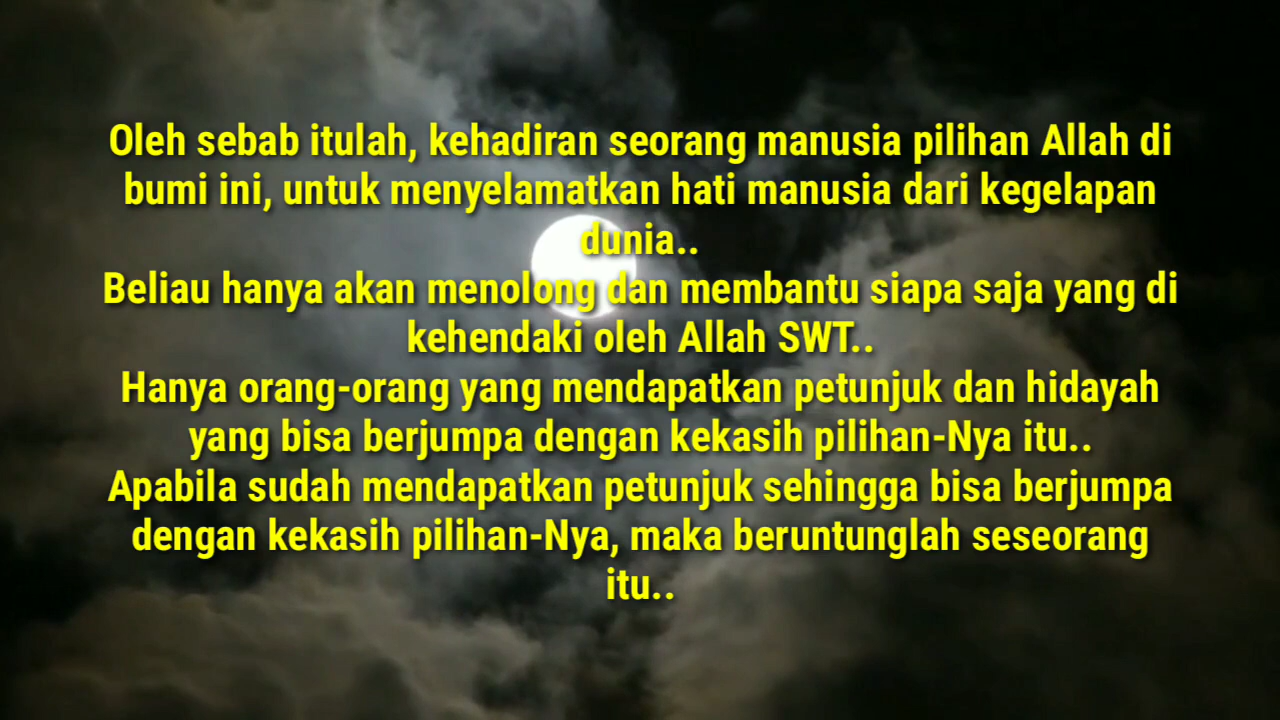 Oleh sebab itulah, kehadiran seorang manusia pilihan Allah di
bumi ini, untuk menyelamatkan hati manusia dari kegelapan
dunia..
Beliau hanya akan menolong dan membantu siapa saja yang di
kehendaki oleh Allah SWT..
Hanya orang-orang yang mendapatkan petunjuk dan hidayah
yang bisa berjumpa dengan kekasih pilihan-Nya itu..
Apabila sudah mendapatkan petunjuk sehingga bisa berjumpa
dengan kekasih pilihan-Nya, maka beruntunglah seseorang
itu..